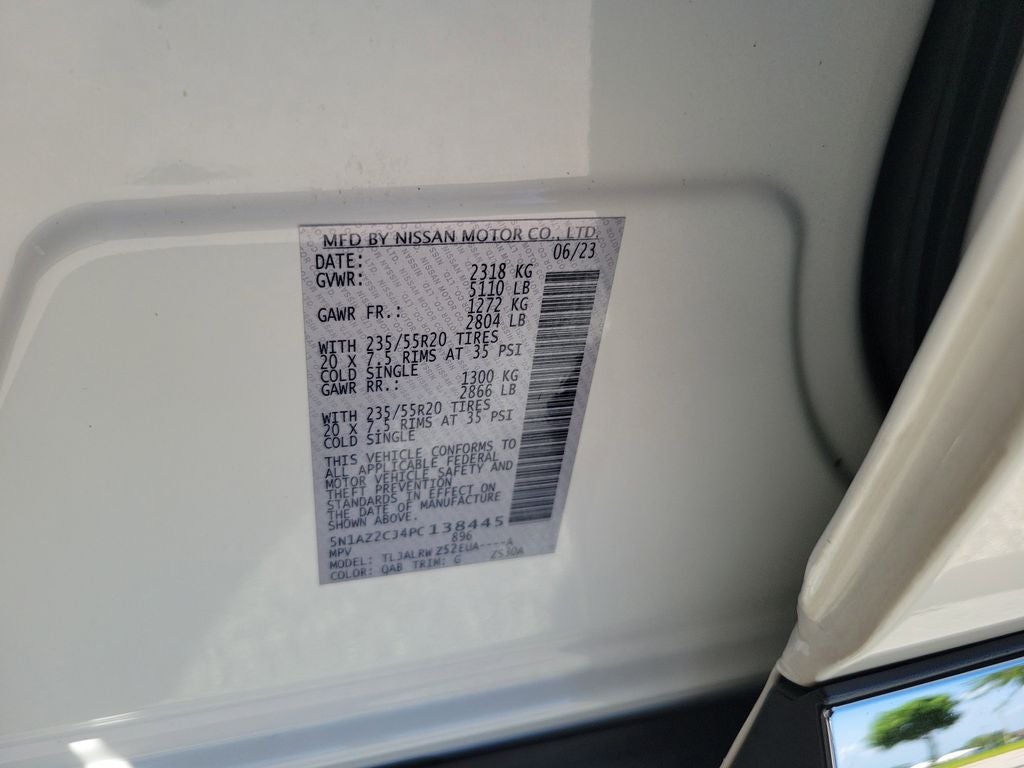 MFD BY NISSAN MOTOR CO., LTD.
DATE: 06/23
GVWR: 2318 KG
5110 LB
GAWR FR.: 1272 KG
2804 LB
WITH 235/55R20 TIRES
20 X 7.5 RIMS AT 35 PSI
COLD SINGLE
GAWR RR.: 1300 KG
2866 LB
WITH 235/55R20 TIRES
20 X 7.5 RIMS AT 35 PSI
COLD SINGLE
THIS VEHICLE CONFORMS TO
ALL APPLICABLE FEDERAL
MOTOR VEHICLE SAFETY AND
THEFT PREVENTION
STANDARDS IN EFFECT ON
THE DATE OF MANUFACTURE
SHOWN ABOVE.
5N1AZ2CJ4PC138445
MPV 896
MODEL: TLJALRWZ52EUA----A
COLOR: QAB TRIM: G Z530A